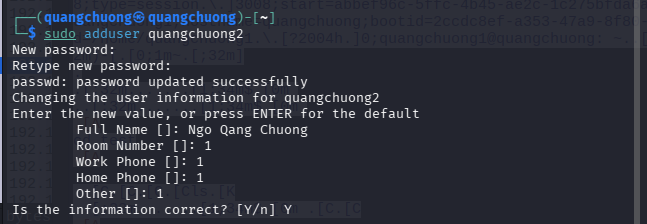 ┌──(quangchuong㉿quangchuong)-[~]
└─$ sudo adduser quangchuong2
New password:
Retype new password:
passwd: password updated successfully
Changing the user information for quangchuong2
Enter the new value, or press ENTER for the default
Full Name []: Ngo Qang Chuong
Room Number []: 1
Work Phone []: 1
Home Phone []: 1
Other []: 1
Is the information correct? [Y/n] Y